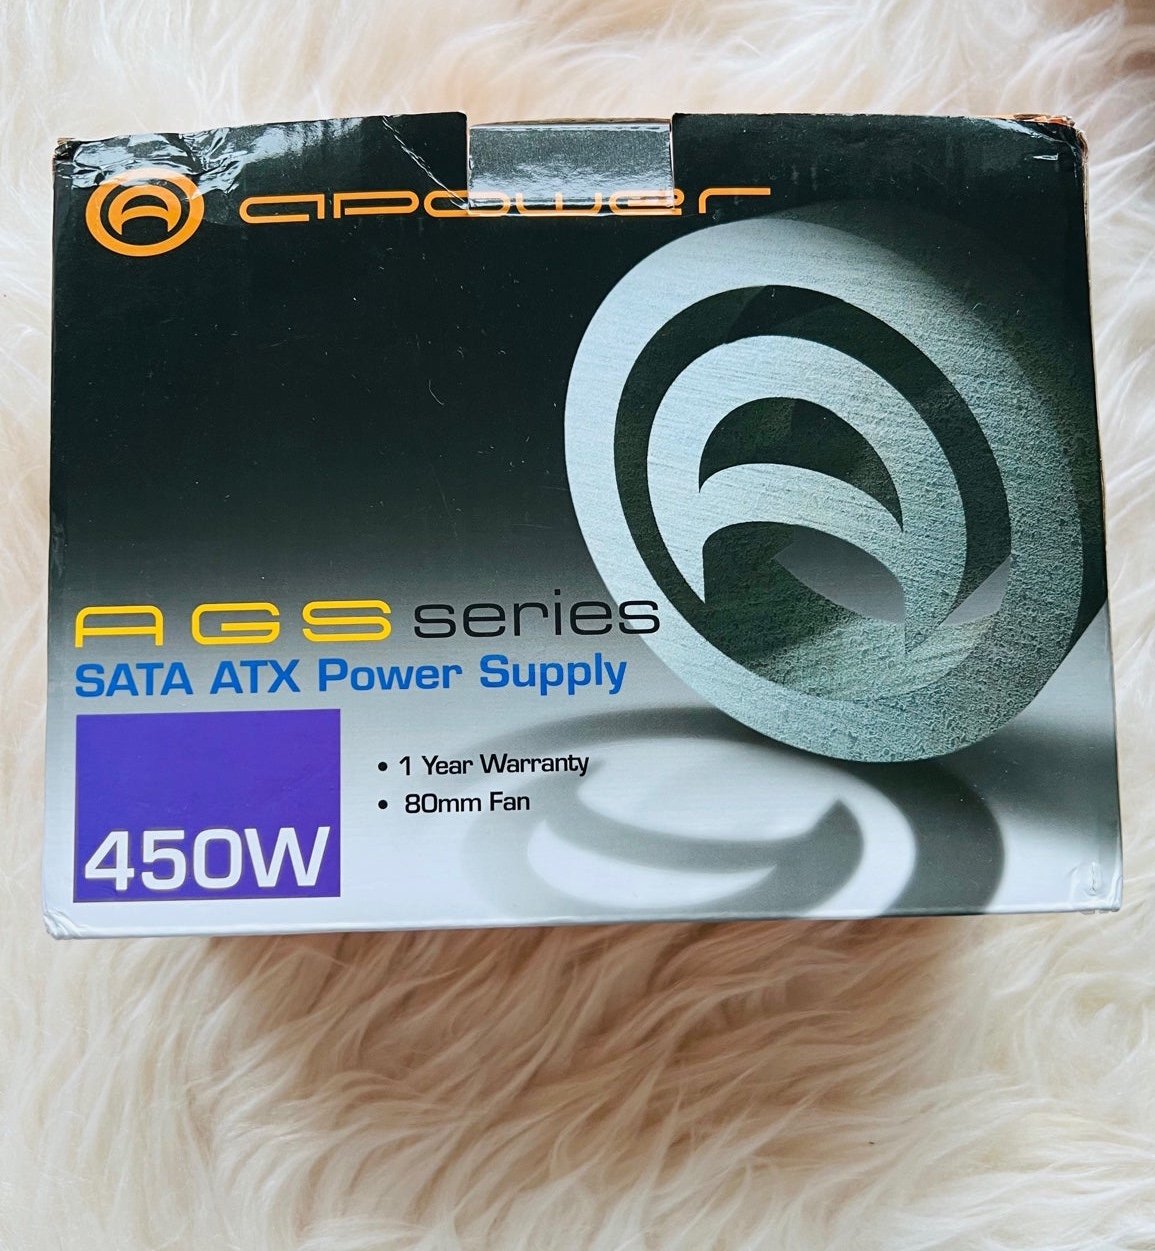 apower
AGS series
SATA ATX Power Supply
450W
• 1 Year Warranty
• 80mm Fan